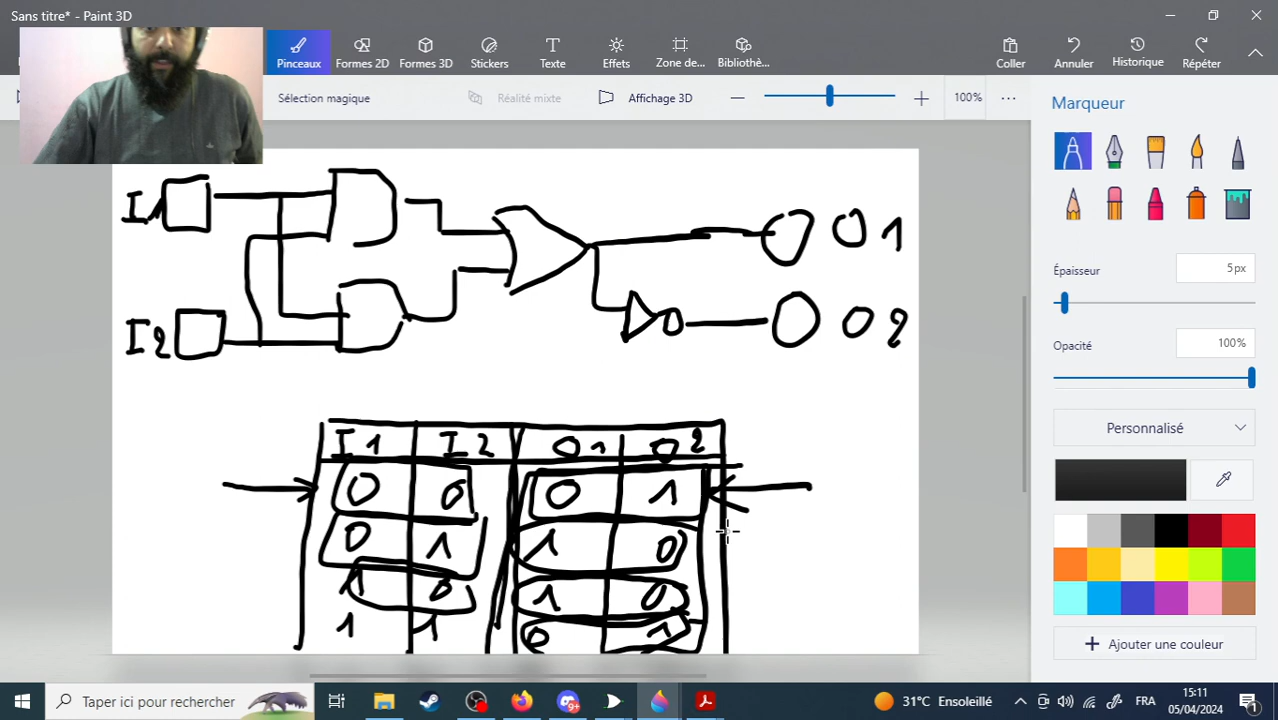 Sans titre* - Paint 3D
Pinceaux
Formes 2D
Formes 3D
Stickers
Texte
Effets
Zone de...
Bibliothè...
Coller
Annuler
Historique
Répéter
Sélection magique
Réalité mixte
Affichage 3D
100%
Marqueur
Épaisseur
5px
Opacité
100%
Personnalisé
Ajouter une couleur
I1
O1
I2
O2
I1 I2 O1 O2
0 0 0 1
0 1 1 0
1 0 1 0
1 1 0 1
Taper ici pour rechercher
9+
31°C Ensoleillé
FRA
15:11
05/04/2024
1